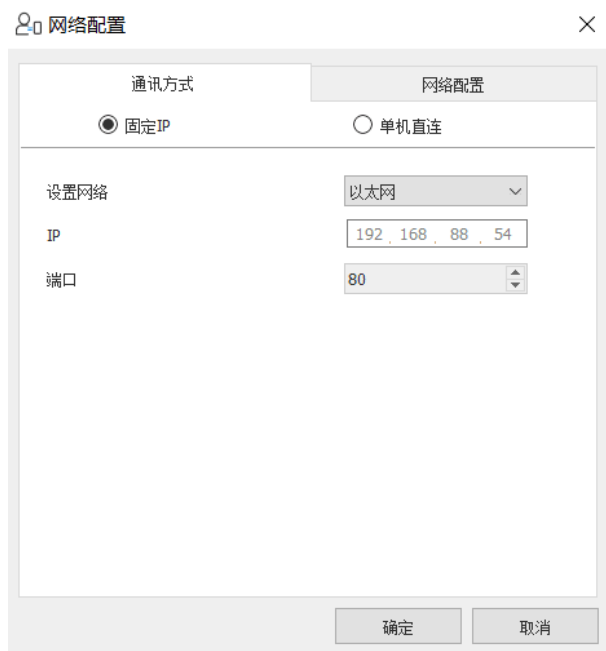 网络配置
通讯方式 网络配置
固定IP 单机直连
设置网络 以太网
IP 192 . 168 . 88 . 54
端口 80
确定 取消